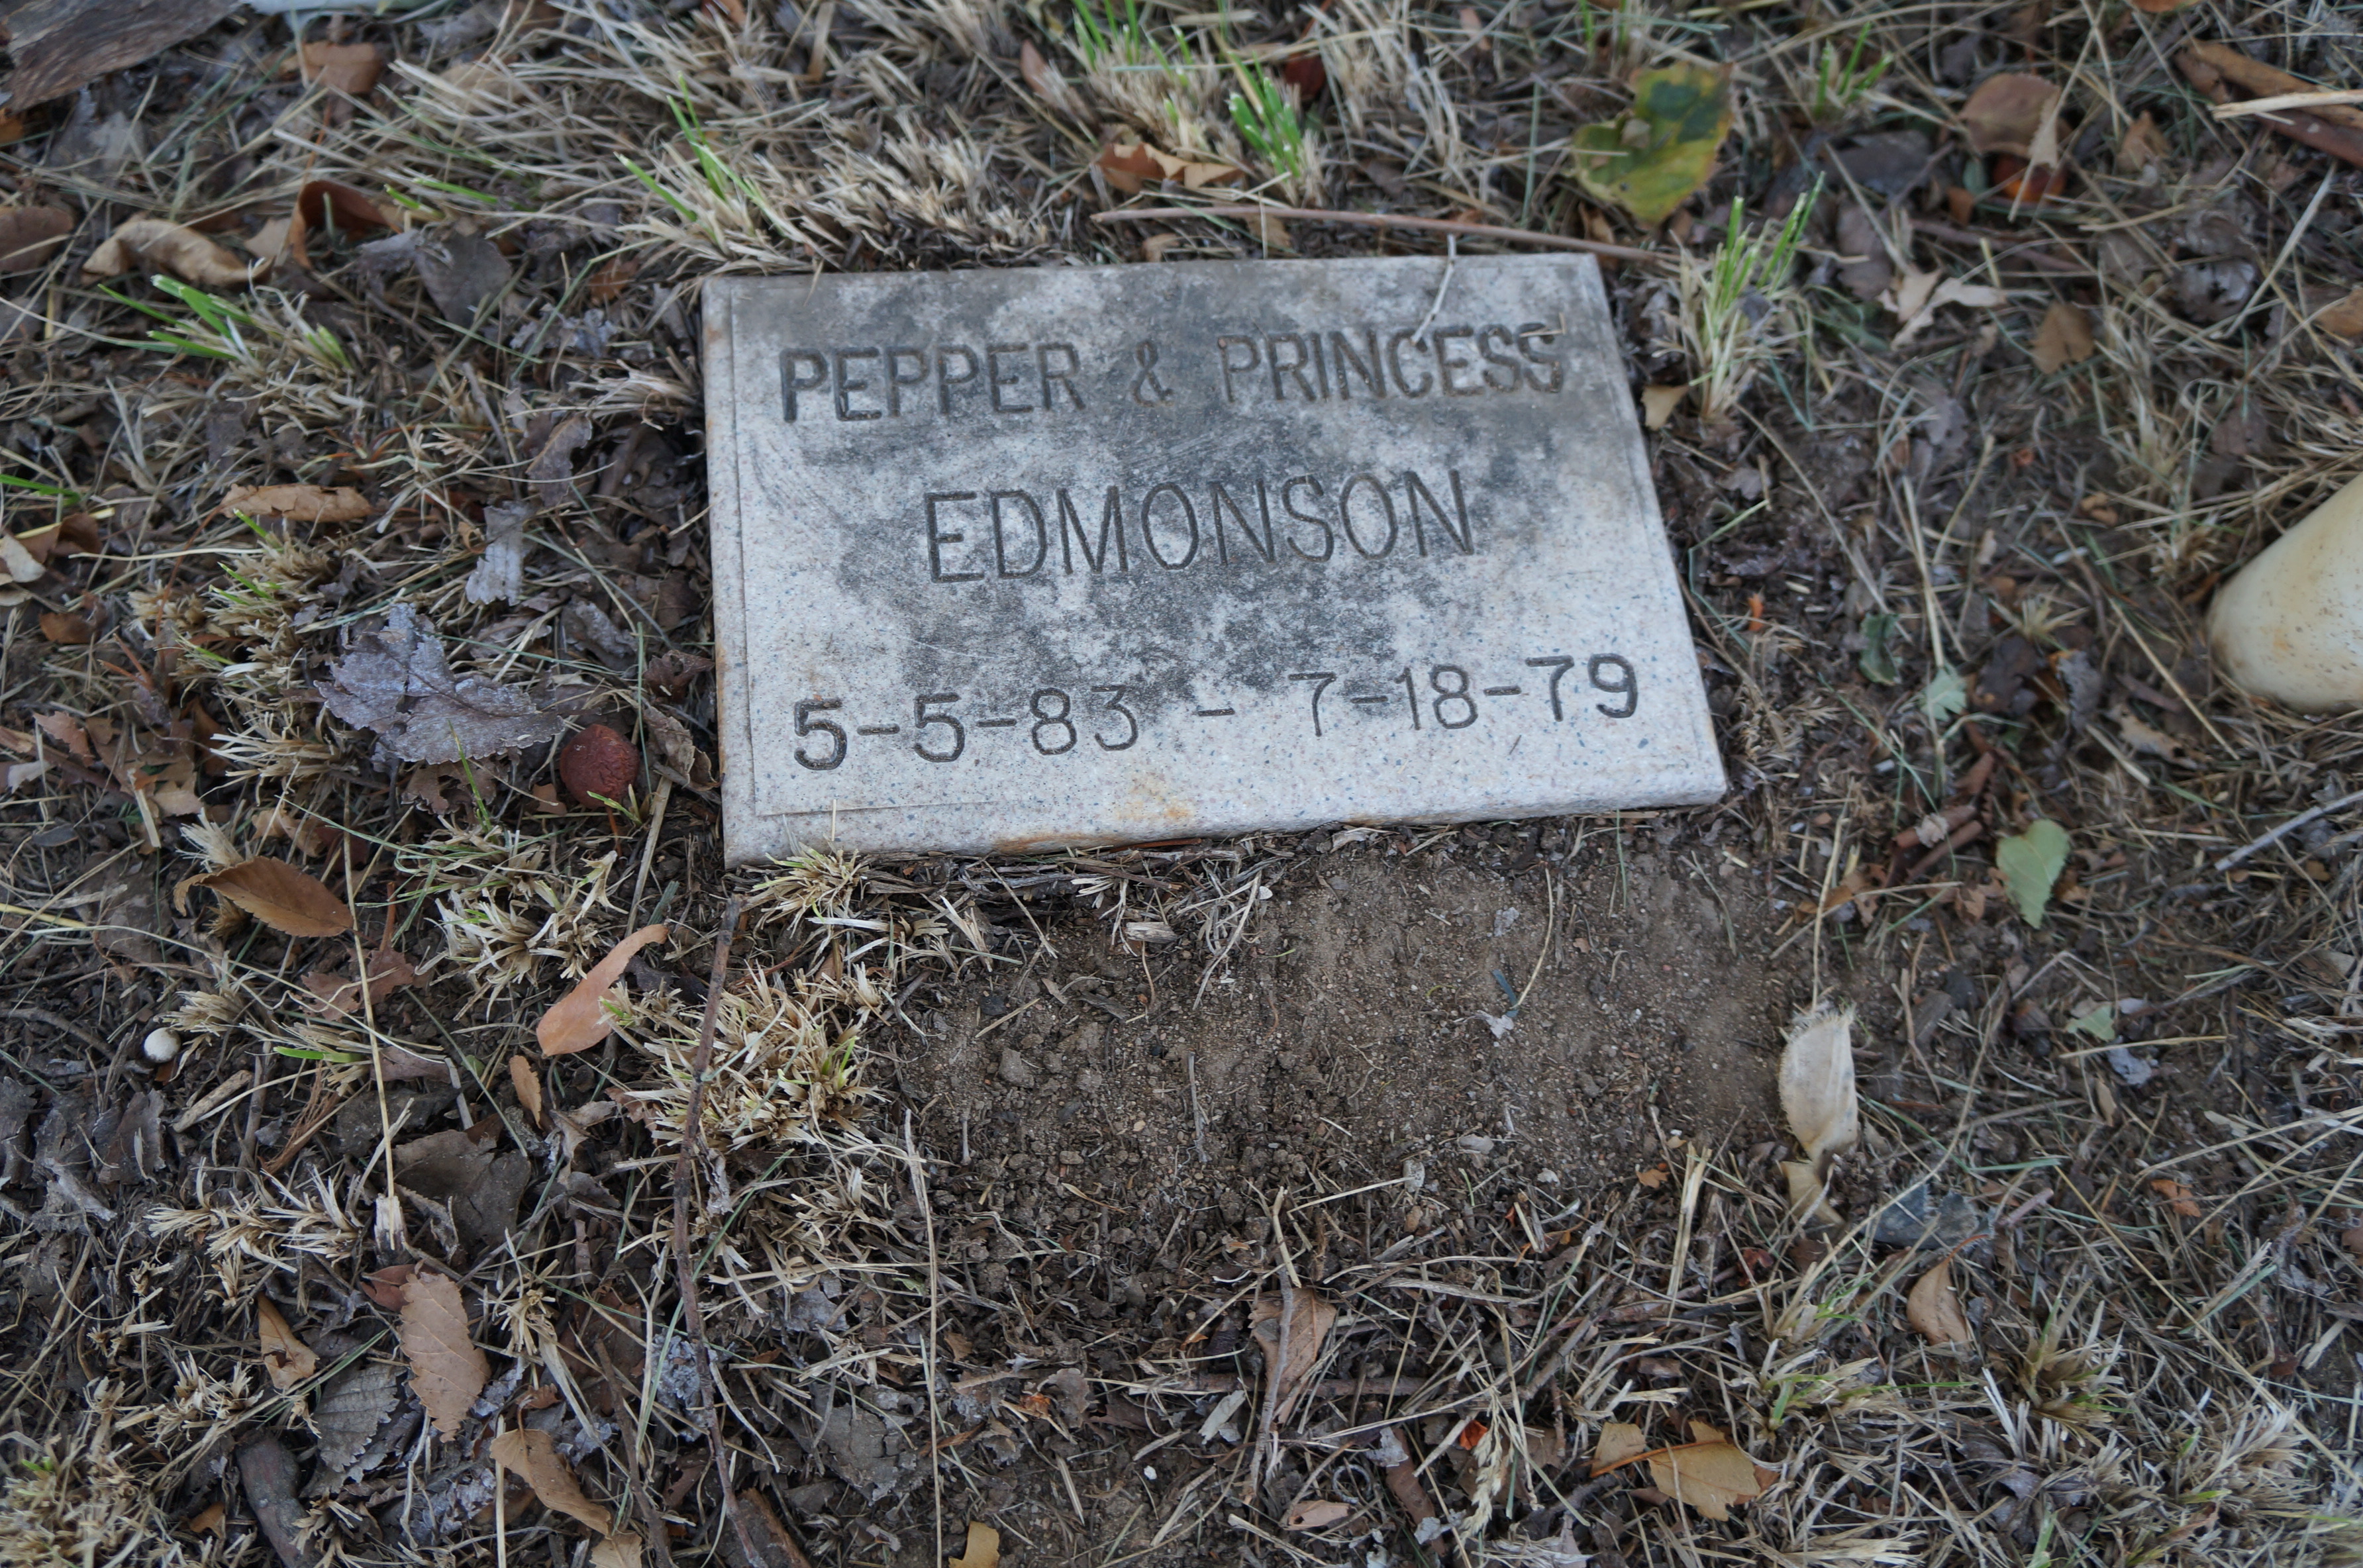 PEPPER & PRINCESS
EDMONSON
5-5-83 - 7-18-79